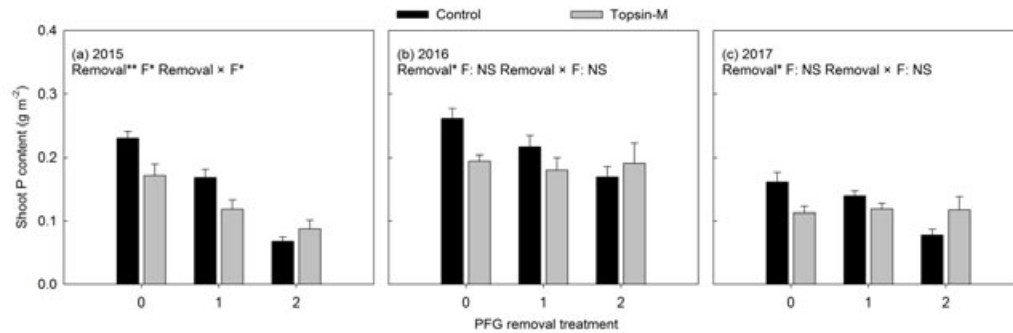 Control Topsin-M
(a) 2015
Removal** F* Removal × F*
(b) 2016
Removal* F: NS Removal × F: NS
(c) 2017
Removal* F: NS Removal × F: NS
Shoot P content (g m⁻²)
0.4
0.3
0.2
0.1
0.0
0 1 2
0 1 2
0 1 2
PFG removal treatment